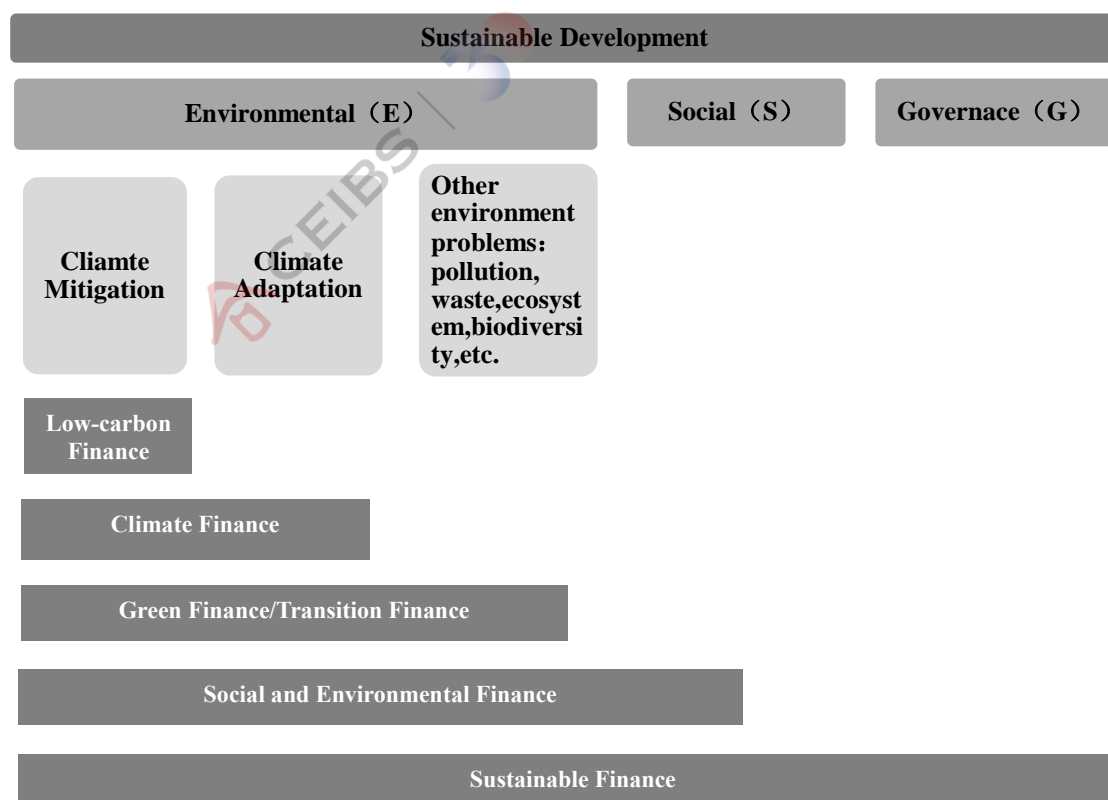 Sustainable Development
Environmental（E）
Social（S）
Governace（G）
Cliamte
Mitigation
Climate
Adaptation
Other
environment
problems：
pollution,
waste,ecosyst
em,biodiversi
ty,etc.
CEIBS |
Low-carbon
Finance
Climate Finance
Green Finance/Transition Finance
Social and Environmental Finance
Sustainable Finance